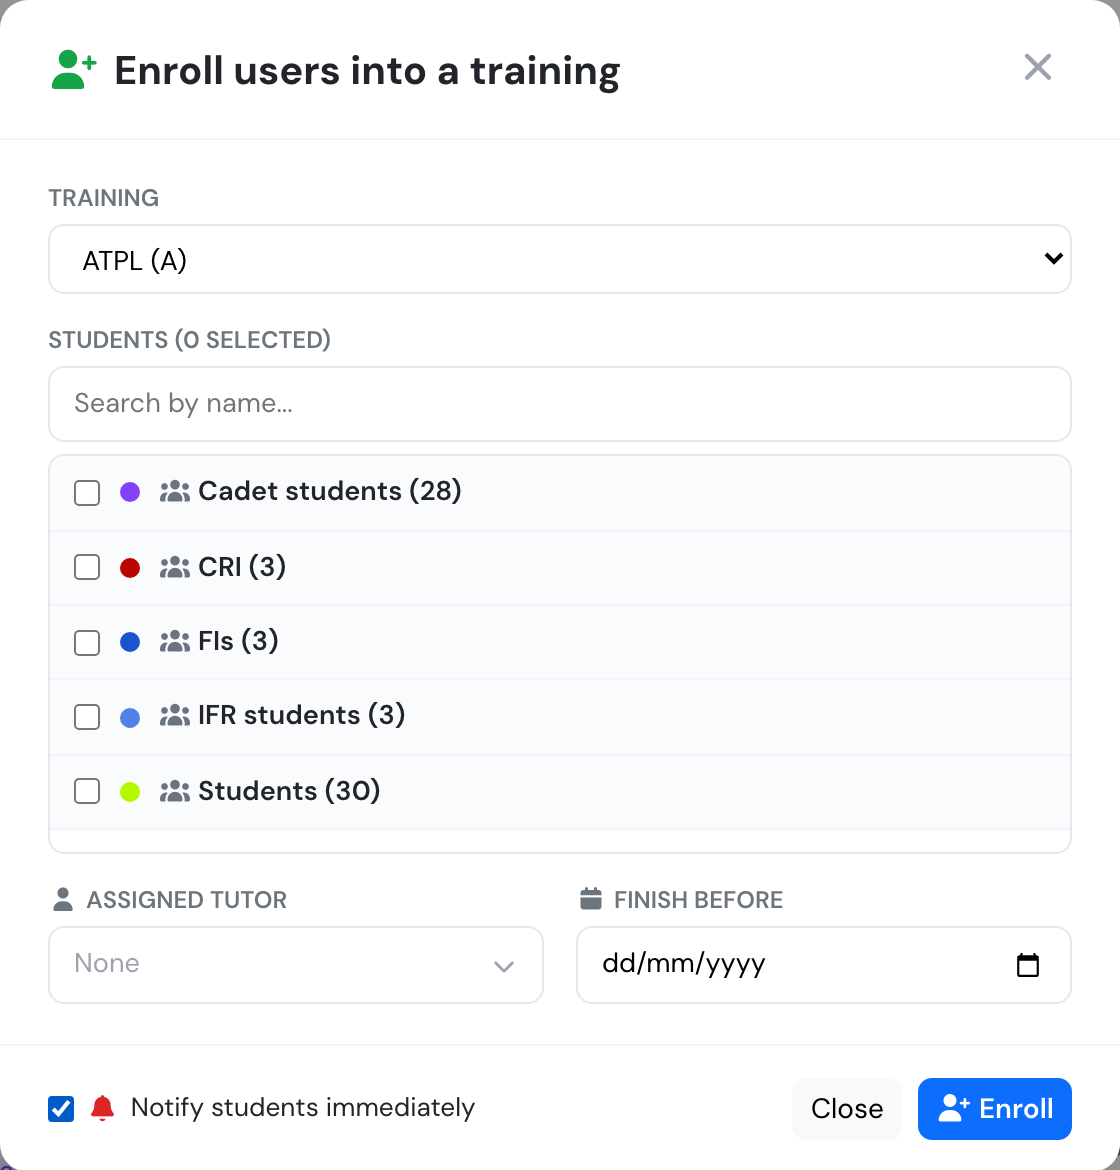 Enroll users into a training
TRAINING
ATPL (A)
STUDENTS (0 SELECTED)
Search by name...
Cadet students (28)
CRI (3)
FIs (3)
IFR students (3)
Students (30)
ASSIGNED TUTOR
FINISH BEFORE
None
dd/mm/yyyy
Notify students immediately
Close
Enroll